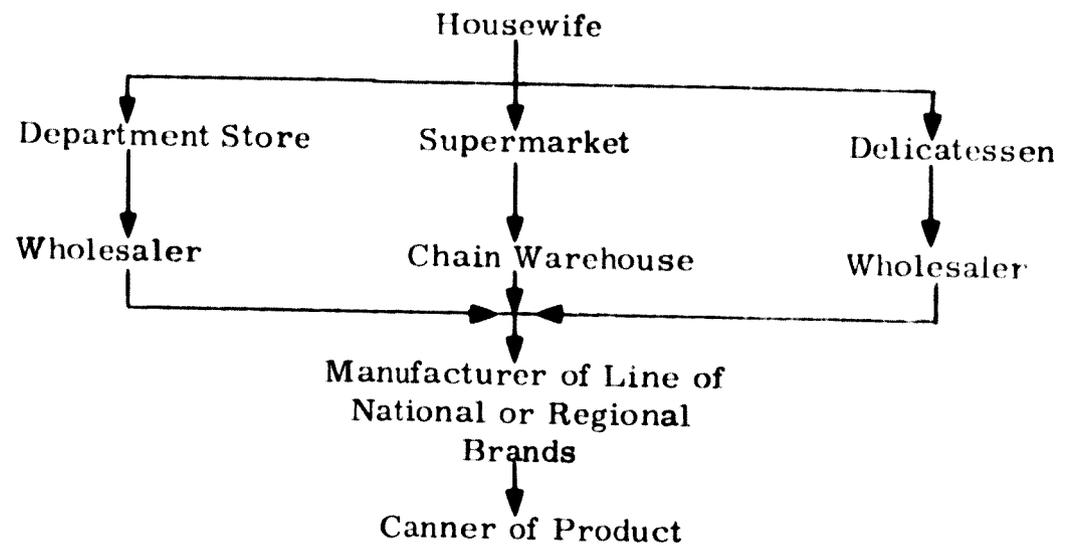 Housewife
Department Store
Supermarket
Delicatessen
Wholesaler
Chain Warehouse
Wholesaler
Manufacturer of Line of
National or Regional
Brands
Canner of Product